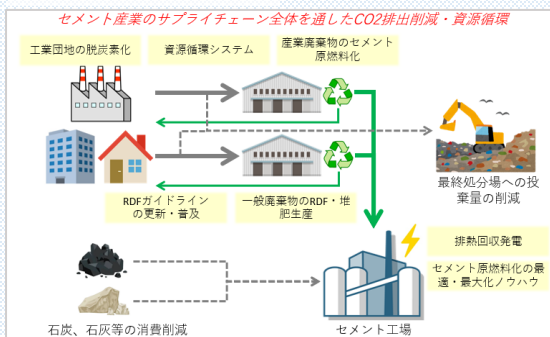 セメント産業のサプライチェーン全体を通したCO2排出削減・資源循環
工業団地の脱炭素化
資源循環システム
産業廃棄物のセメント
原燃料化
最終処分場への投
棄量の削減
RDFガイドライン
の更新・普及
一般廃棄物のRDF・堆
肥生産
排熱回収発電
セメント原燃料化の最
適・最大化ノウハウ
石炭、石灰等の消費削減
セメント工場